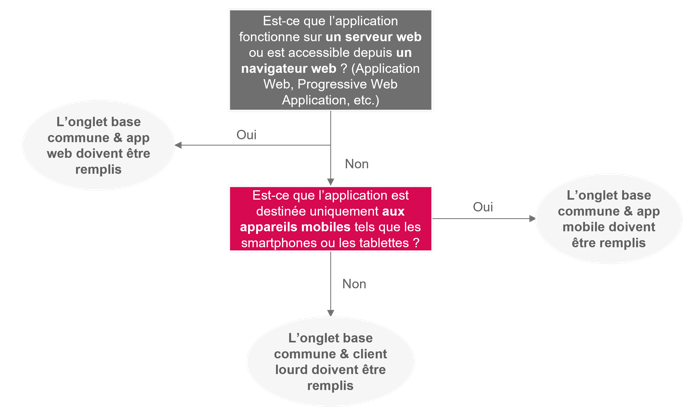 Est-ce que l’application
fonctionne sur un serveur web
ou est accessible depuis un
navigateur web ? (Application
Web, Progressive Web
Application, etc.)
Oui
L’onglet base
commune & app
web doivent être
remplis
Non
Est-ce que l’application est
destinée uniquement aux
appareils mobiles tels que les
smartphones ou les tablettes ?
Oui
L’onglet base
commune & app
mobile doivent
être remplis
Non
L’onglet base
commune & client
lourd doivent être
remplis